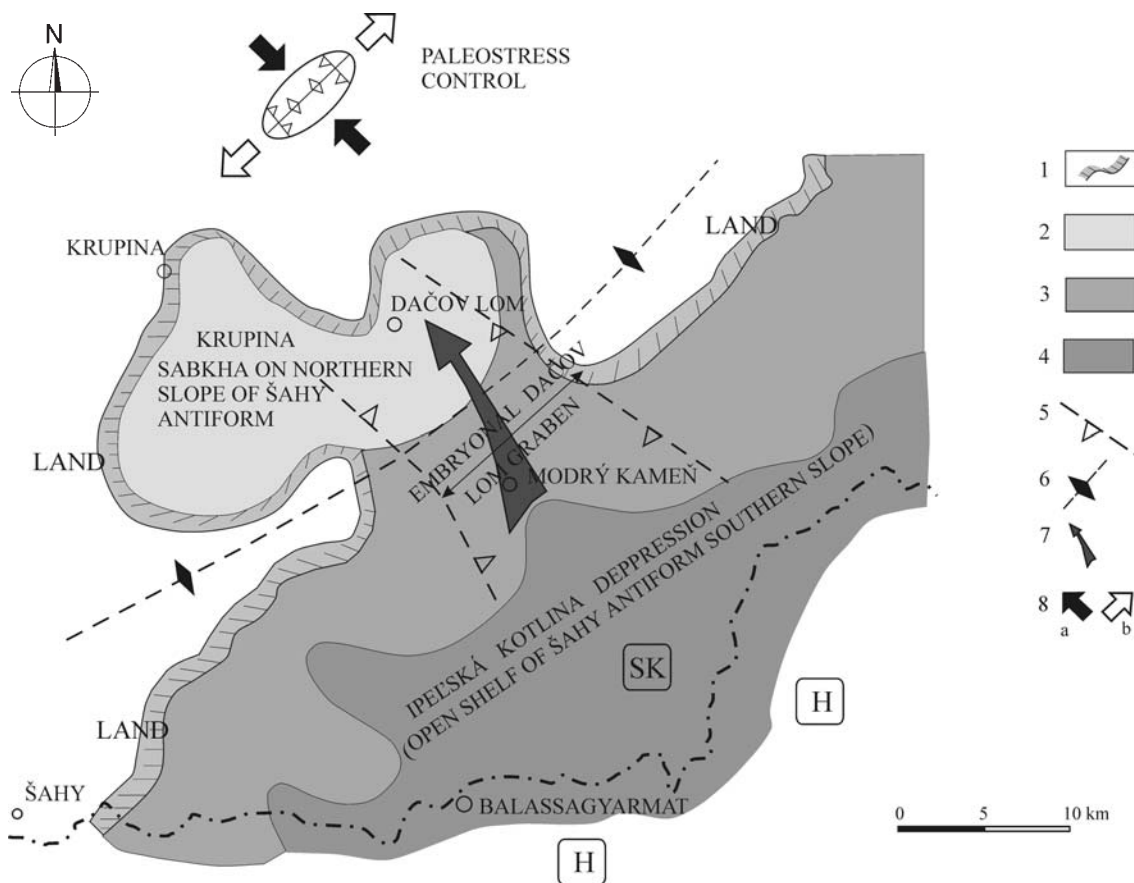 N
PALEOSTRESS
CONTROL
LAND
KRUPINA
DAČOV LOM
KRUPINA
SABKHA ON NORTHERN
SLOPE OF ŠAHY
ANTIFORM
EMBRYONAL DAČOV
LOM GRABEN
LAND
MODRÝ KAMEŇ
IPEĽSKÁ KOTLINA DEPPRESSION
(OPEN SHELF OF ŠAHY ANTIFORM SOUTHERN SLOPE)
SK
H
LAND
ŠAHY
BALASSAGYARMAT
H
1
2
3
4
5
6
7
8
a b
0 5 10 km